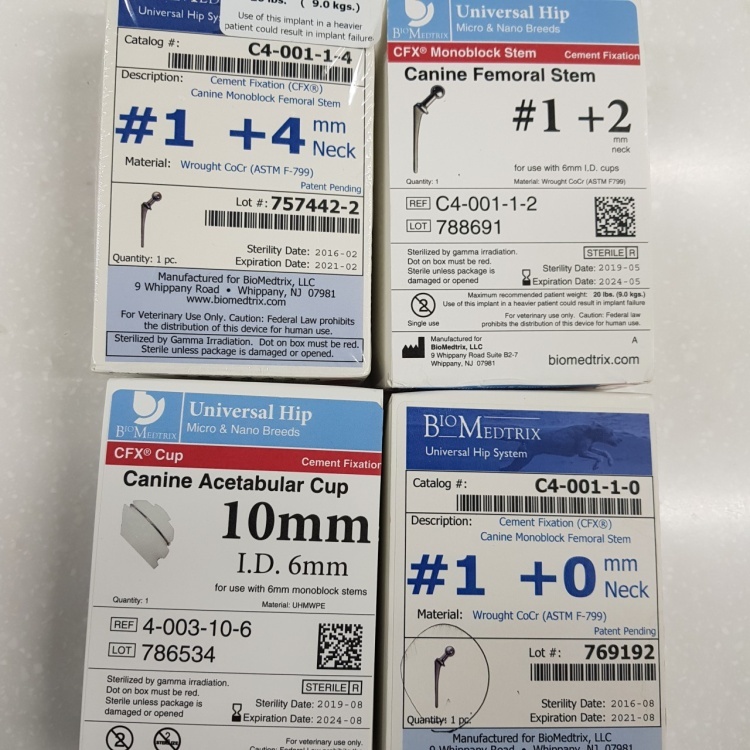 20 lbs. ( 9.0 kgs.)
Use of this implant in a heavier
patient could result in implant failure
Universal Hip
Catalog #:
C4-001-1-4
Description:
Cement Fixation (CFX®)
Canine Monoblock Femoral Stem
#1 +4 mm
Neck
Material: Wrought CoCr (ASTM F-799)
Patent Pending
Lot #: 757442-2
Sterility Date: 2016-02
Quantity: 1 pc. Expiration Date: 2021-02
Manufactured for BioMedtrix, LLC
9 Whippany Road • Whippany, NJ 07981
www.biomedtrix.com
For Veterinary Use Only. Caution: Federal Law prohibits
the distribution of this device for human use.
Sterilized by Gamma Irradiation. Dot on box must be red.
Sterile unless package is damaged or opened.
BIOMEDTRIX
Universal Hip
Micro & Nano Breeds
CFX® Monoblock Stem Cement Fixation
Canine Femoral Stem
#1 +2
mm
neck
for use with 6mm I.D. cups
Quantity: 1 Material: Wrought CoCr (ASTM F799)
REF C4-001-1-2
LOT 788691
Sterilized by gamma irradiation.
Dot on box must be red.
Sterile unless package is
damaged or opened
STERILE R
Sterility Date: 2019-05
Expiration Date: 2024-05
Maximum recommended patient weight: 20 lbs. (9.0 kg.)
Use of this implant in a heavier patient could result in implant failure
2
Single use
For veterinary use only. Caution: Federal law
prohibits the distribution of this device for human use.
Manufactured for
BioMedtrix, LLC
9 Whippany Road Suite B2-7
Whippany, NJ 07981
A
biomedtrix.com
BIOMEDTRIX
Universal Hip
Micro & Nano Breeds
CFX® Cup Cement Fixation
Canine Acetabular Cup
10mm
I.D. 6mm
for use with 6mm monoblock stems
Quantity: 1 Material: UHMWPE
REF 4-003-10-6
LOT 786534
Sterilized by gamma irradiation.
Dot on box must be red.
Sterile unless package is
damaged or opened
STERILE R
Sterility Date: 2019-08
Expiration Date: 2024-08
2
For veterinary use only.
BIOMEDTRIX
Universal Hip System
Catalog #:
C4-001-1-0
Description:
Cement Fixation (CFX®)
Canine Monoblock Femoral Stem
#1 +0 mm
Neck
Material: Wrought CoCr (ASTM F-799)
Patent Pending
Lot #: 769192
Sterility Date: 2016-08
Quantity: 1 pc. Expiration Date: 2021-08
Manufactured for BioMedtrix, LLC
9 Whippany Road • Whippany, NJ 07981